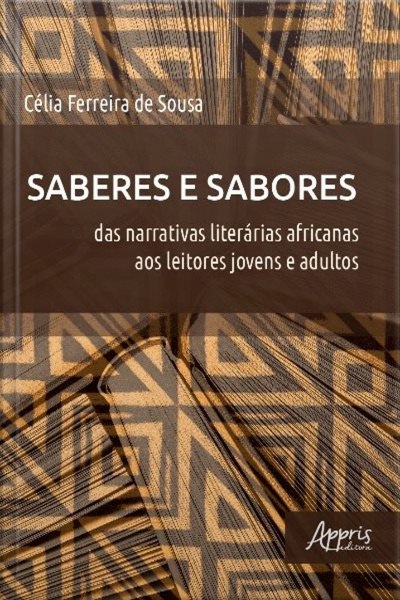 Célia Ferreira de Sousa
SABERES E SABORES
das narrativas literárias africanas
aos leitores jovens e adultos
Appris
editora